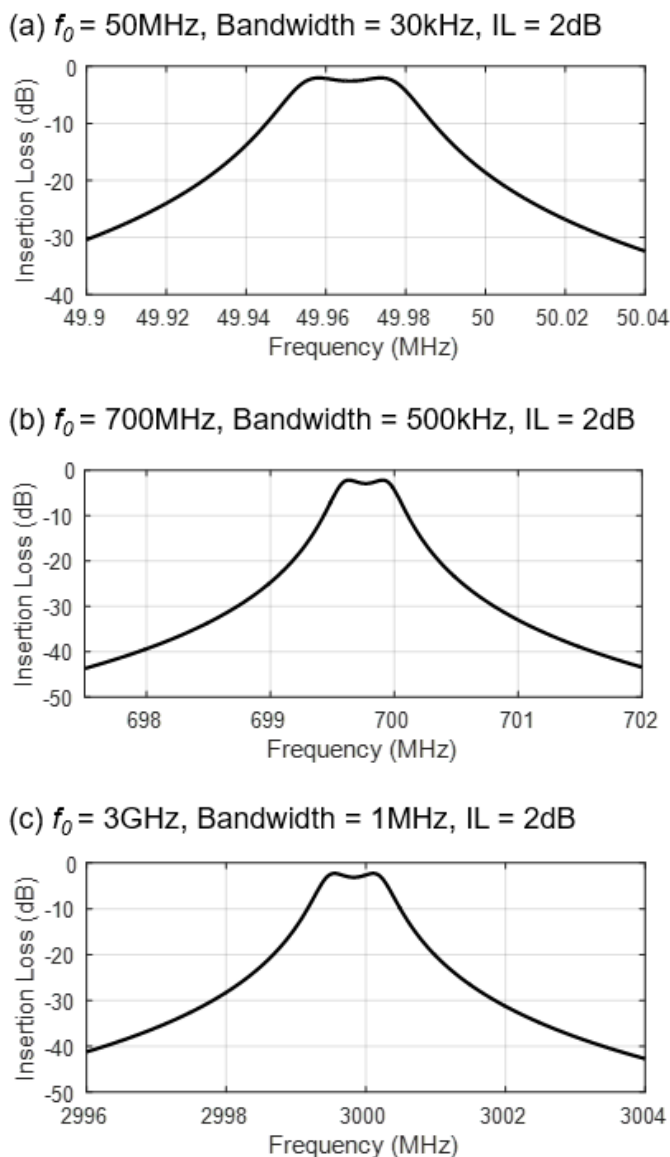 (a) f0 = 50MHz, Bandwidth = 30kHz, IL = 2dB
0
-10
-20
-30
-40
Insertion Loss (dB)
49.9 49.92 49.94 49.96 49.98 50 50.02 50.04
Frequency (MHz)
(b) f0 = 700MHz, Bandwidth = 500kHz, IL = 2dB
0
-10
-20
-30
-40
-50
Insertion Loss (dB)
698 699 700 701 702
Frequency (MHz)
(c) f0 = 3GHz, Bandwidth = 1MHz, IL = 2dB
0
-10
-20
-30
-40
-50
Insertion Loss (dB)
2996 2998 3000 3002 3004
Frequency (MHz)